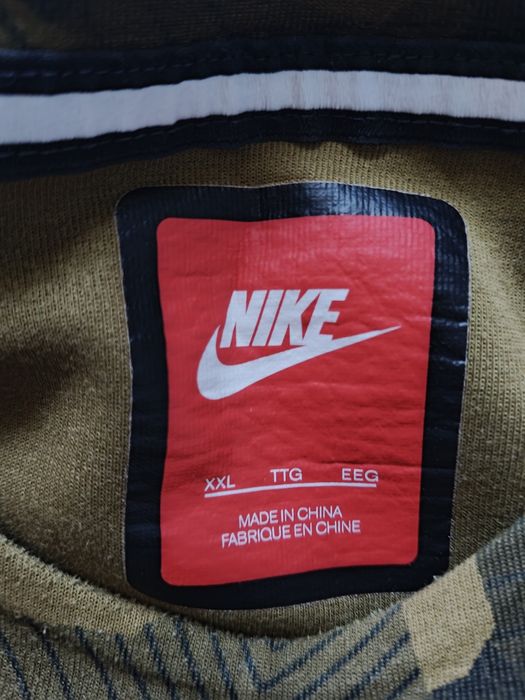 NIKE
XXL TTG EEG
MADE IN CHINA
FABRIQUE EN CHINE